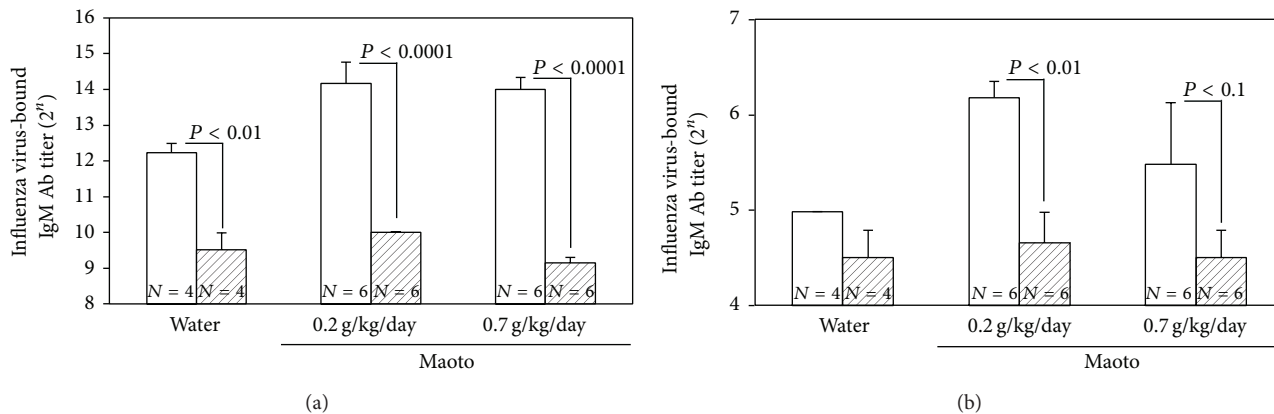 Influenza virus-bound
IgM Ab titer (2ⁿ)
16
15
14
13
12
11
10
9
8
P < 0.01
P < 0.0001
P < 0.0001
N = 4
N = 4
N = 6
N = 6
N = 6
N = 6
Water
0.2 g/kg/day
0.7 g/kg/day
Maoto
(a)
Influenza virus-bound
IgM Ab titer (2ⁿ)
7
6
5
4
P < 0.01
P < 0.1
N = 4
N = 4
N = 6
N = 6
N = 6
N = 6
Water
0.2 g/kg/day
0.7 g/kg/day
Maoto
(b)